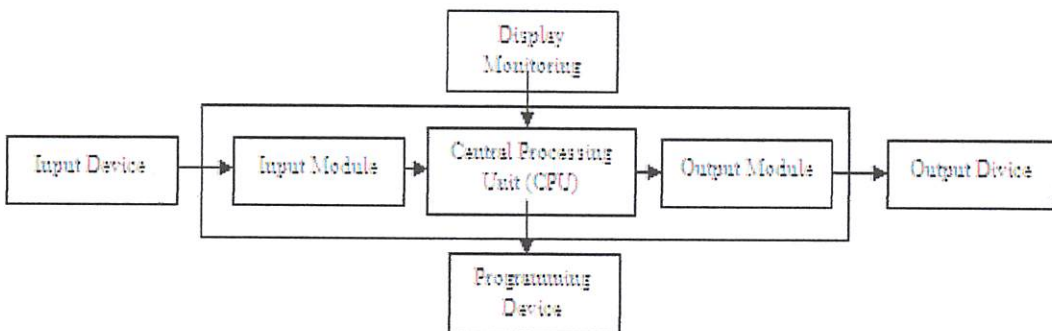 Display
Monitoring
Input Device
Input Module
Central Processing
Unit (CPU)
Output Module
Output Divice
Programming
Device